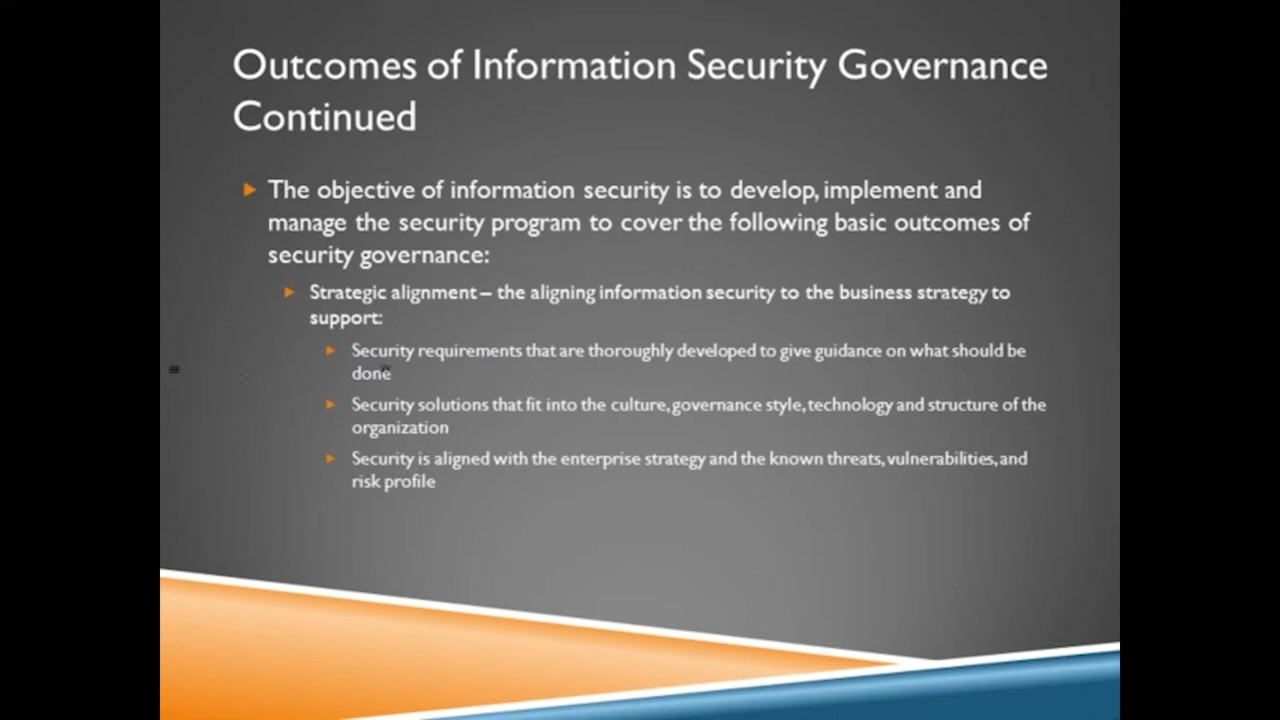 Outcomes of Information Security Governance
Continued
The objective of information security is to develop, implement and
manage the security program to cover the following basic outcomes of
security governance:
Strategic alignment – the aligning information security to the business strategy to
support:
Security requirements that are thoroughly developed to give guidance on what should be
done
Security solutions that fit into the culture, governance style, technology and structure of the
organization
Security is aligned with the enterprise strategy and the known threats, vulnerabilities, and
risk profile